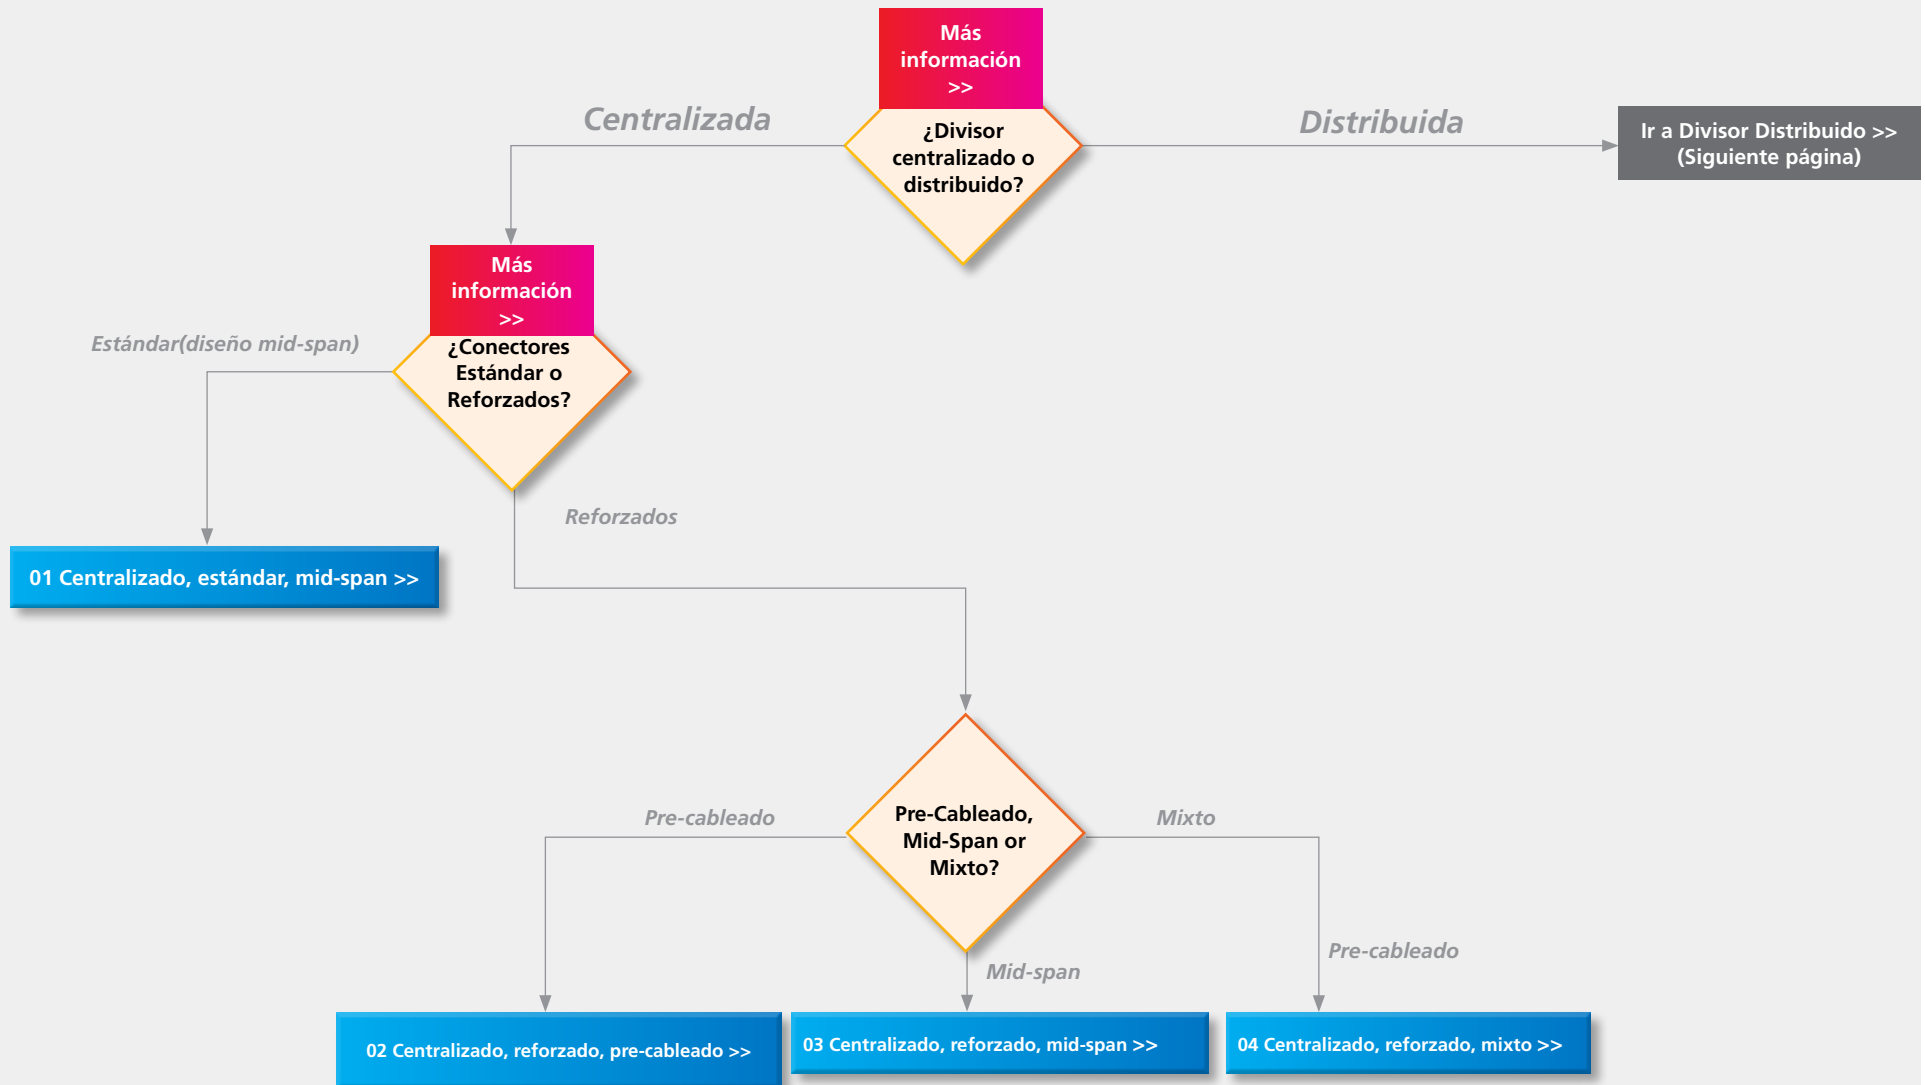 Más
información
>>
Centralizada
¿Divisor
centralizado o
distribuido?
Distribuida
Ir a Divisor Distribuido >>
(Siguiente página)
Más
información
>>
Estándar(diseño mid-span)
¿Conectores
Estándar o
Reforzados?
Reforzados
01 Centralizado, estándar, mid-span >>
Pre-cableado
Pre-Cableado,
Mid-Span or
Mixto?
Mixto
Pre-cableado
Mid-span
02 Centralizado, reforzado, pre-cableado >>
03 Centralizado, reforzado, mid-span >>
04 Centralizado, reforzado, mixto >>